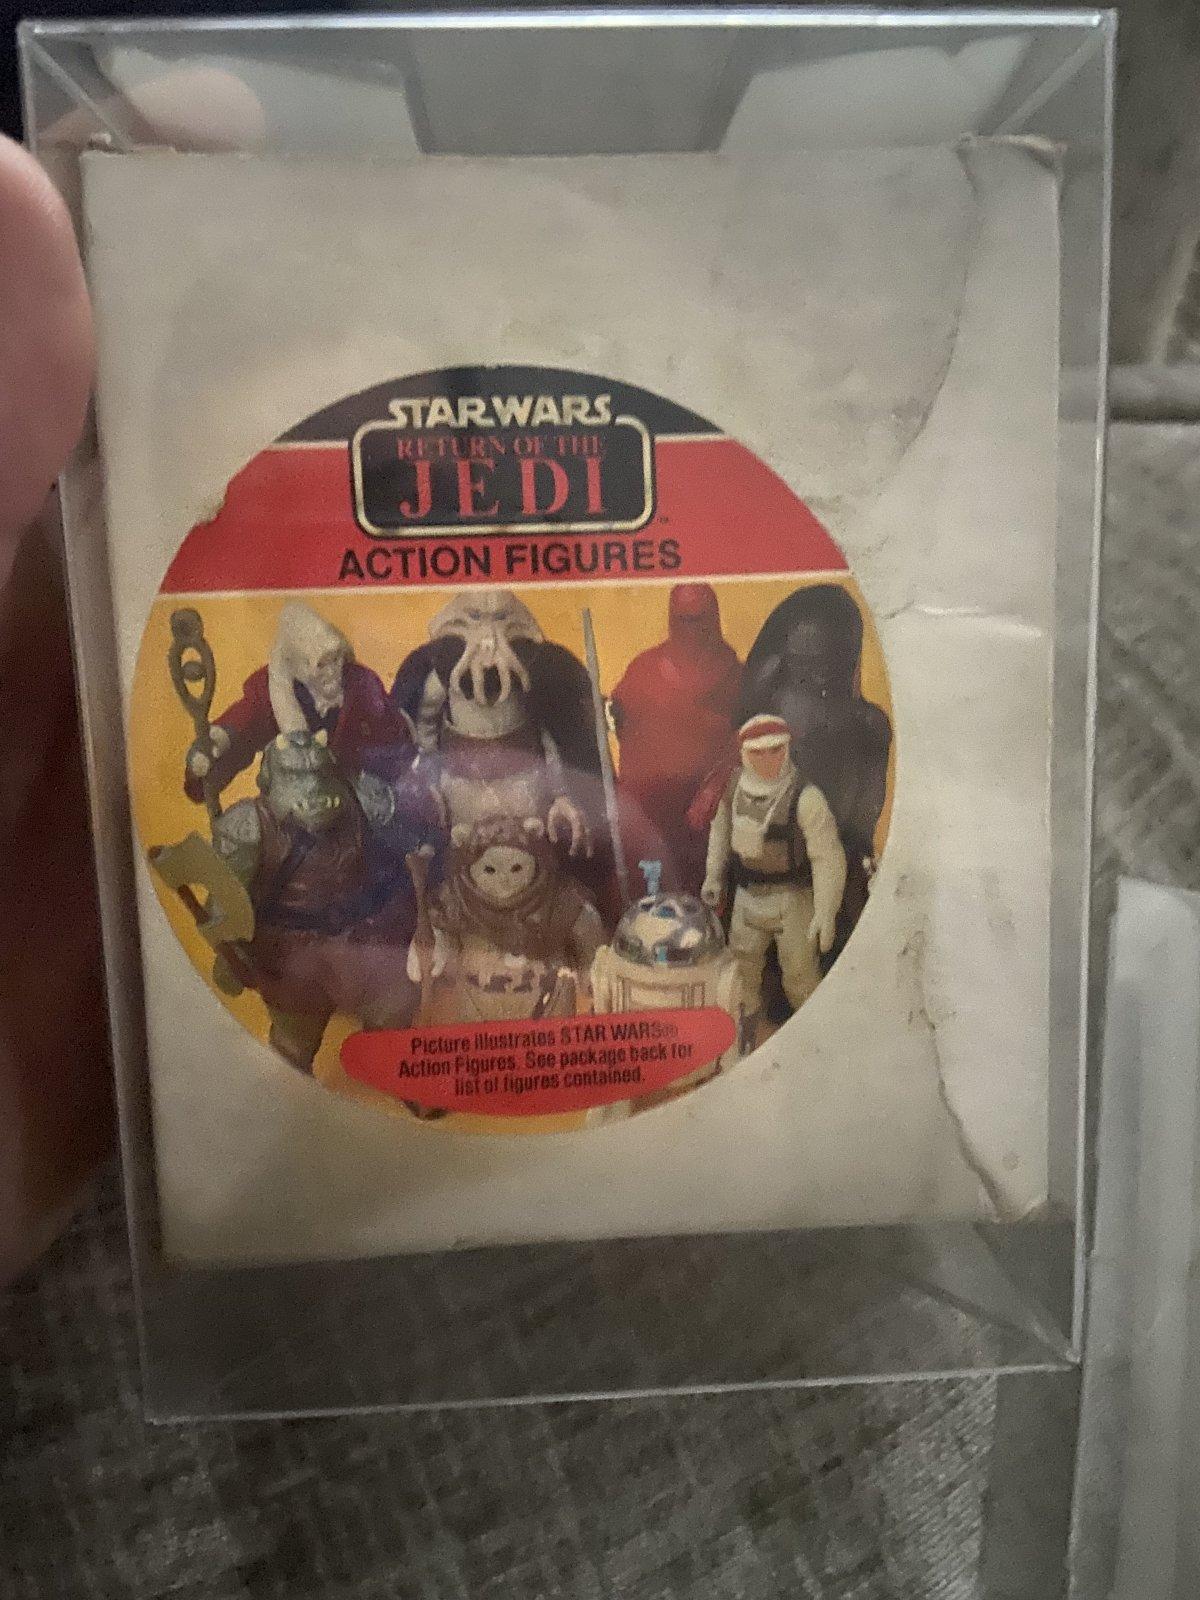 STAR WARS
RETURN OF THE
JEDI
ACTION FIGURES
Picture illustrates STAR WARS®
Action Figures. See package back for
list of figures contained.